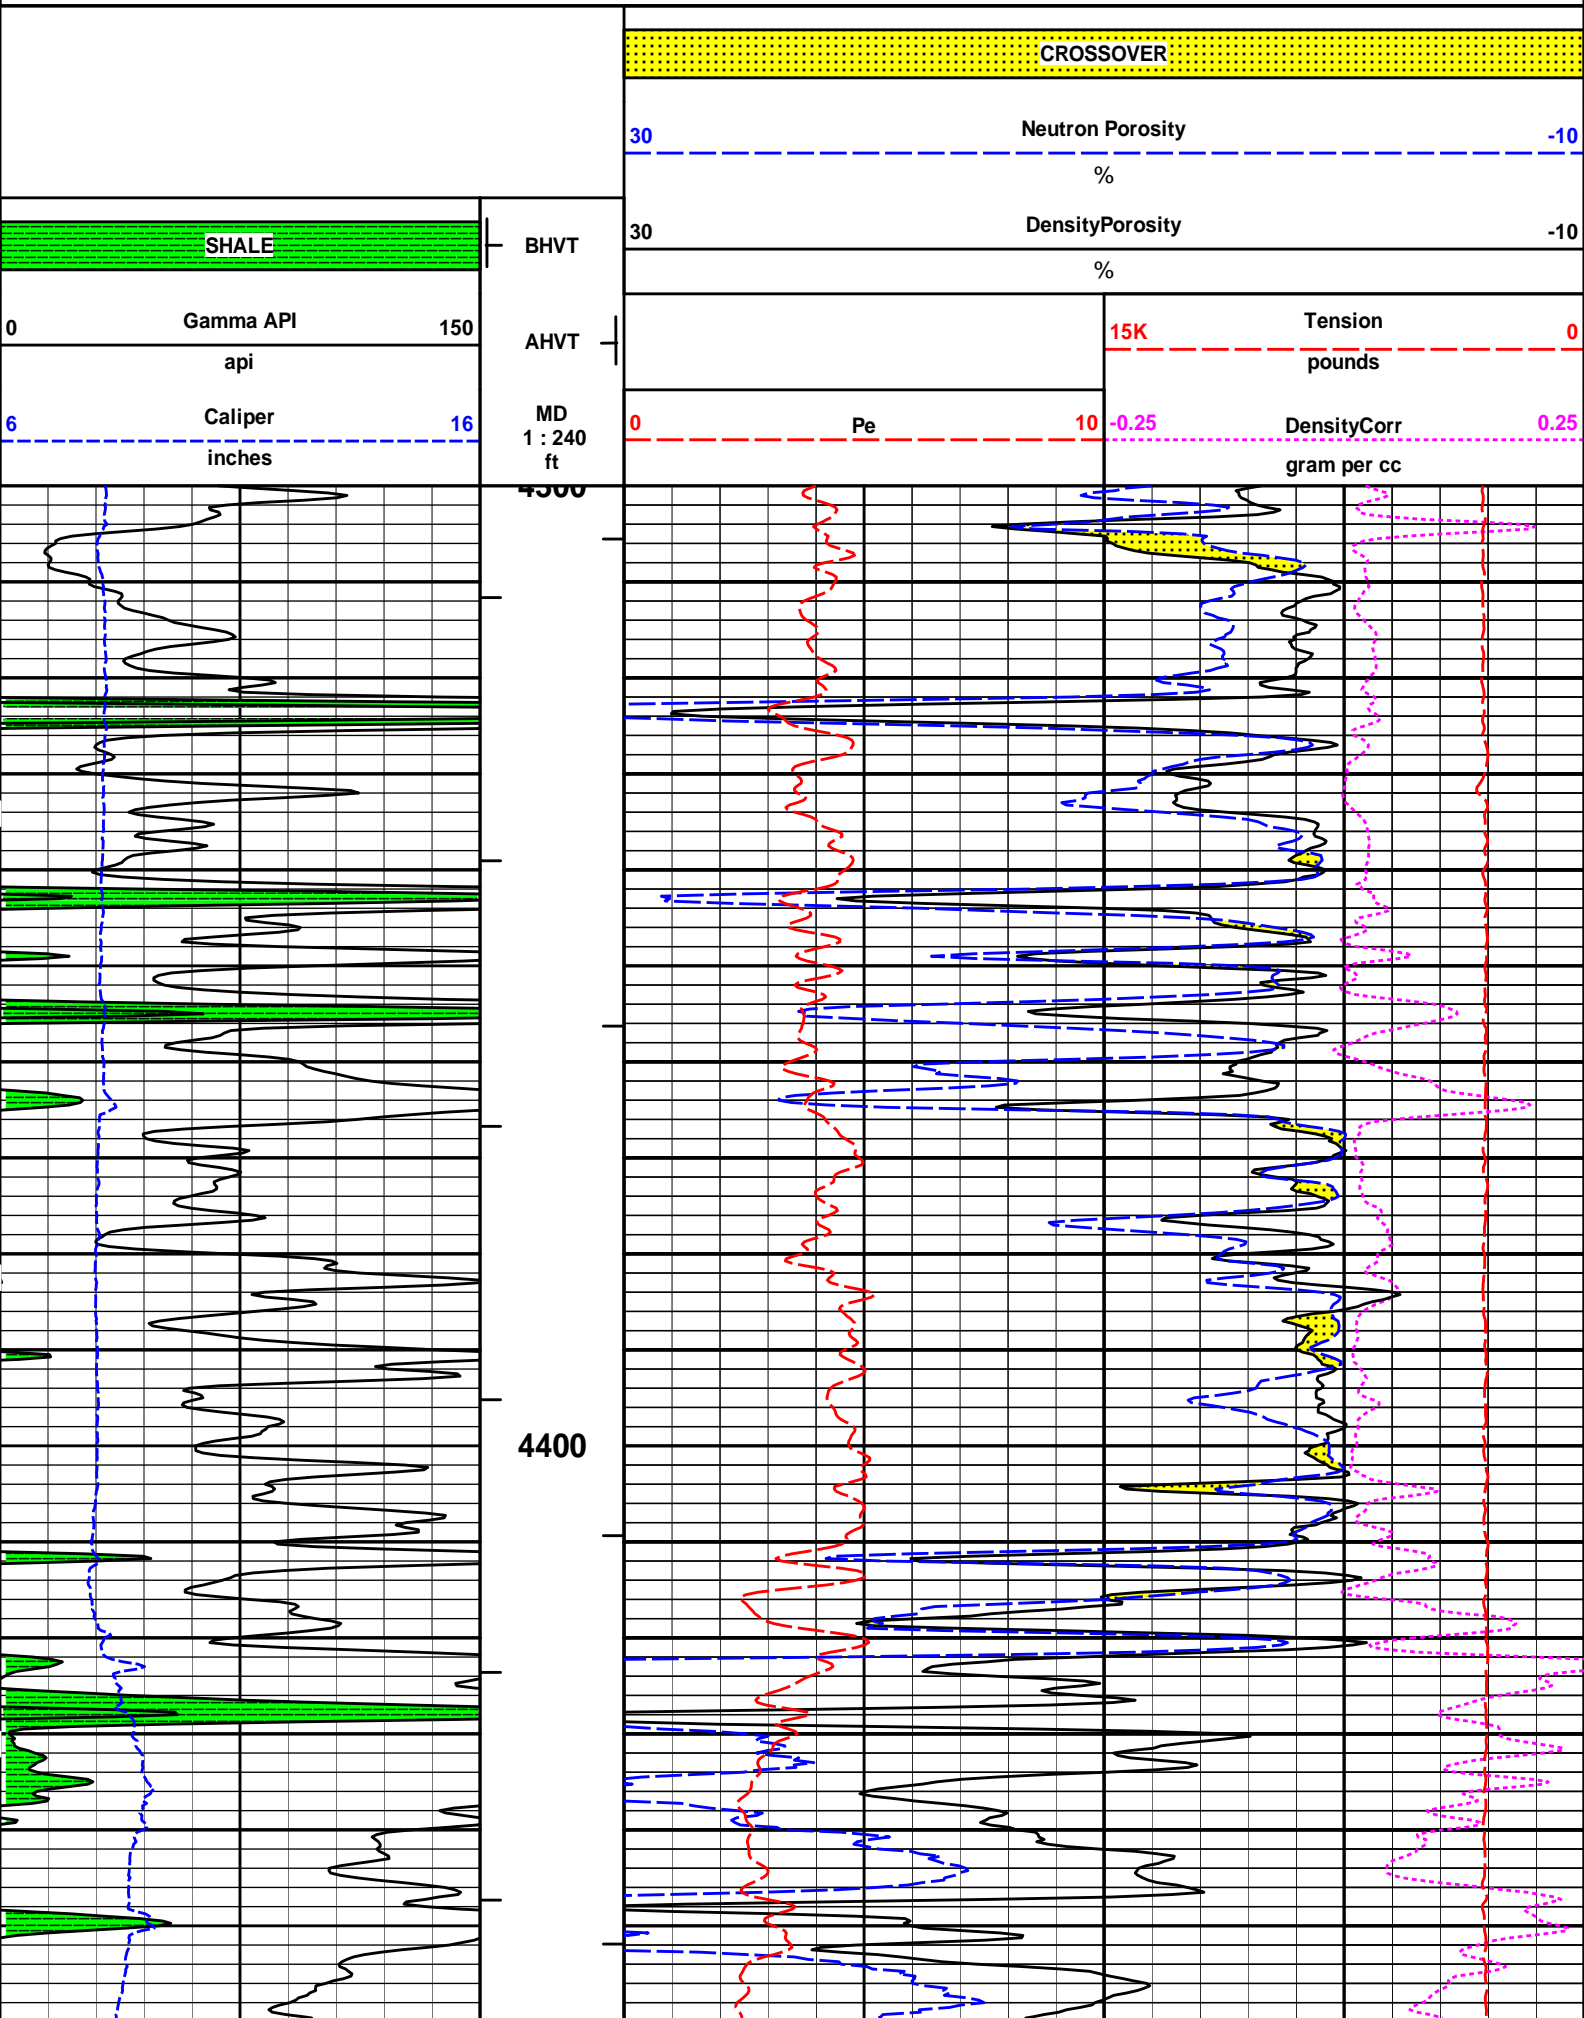 CROSSOVER
30 Neutron Porosity -10
%
SHALE
BHVT
30 DensityPorosity -10
%
0 Gamma API 150
api
AHVT
15K Tension 0
pounds
6 Caliper 16
inches
MD
1 : 240
ft
0 Pe 10
-0.25 DensityCorr 0.25
gram per cc
4300
4400